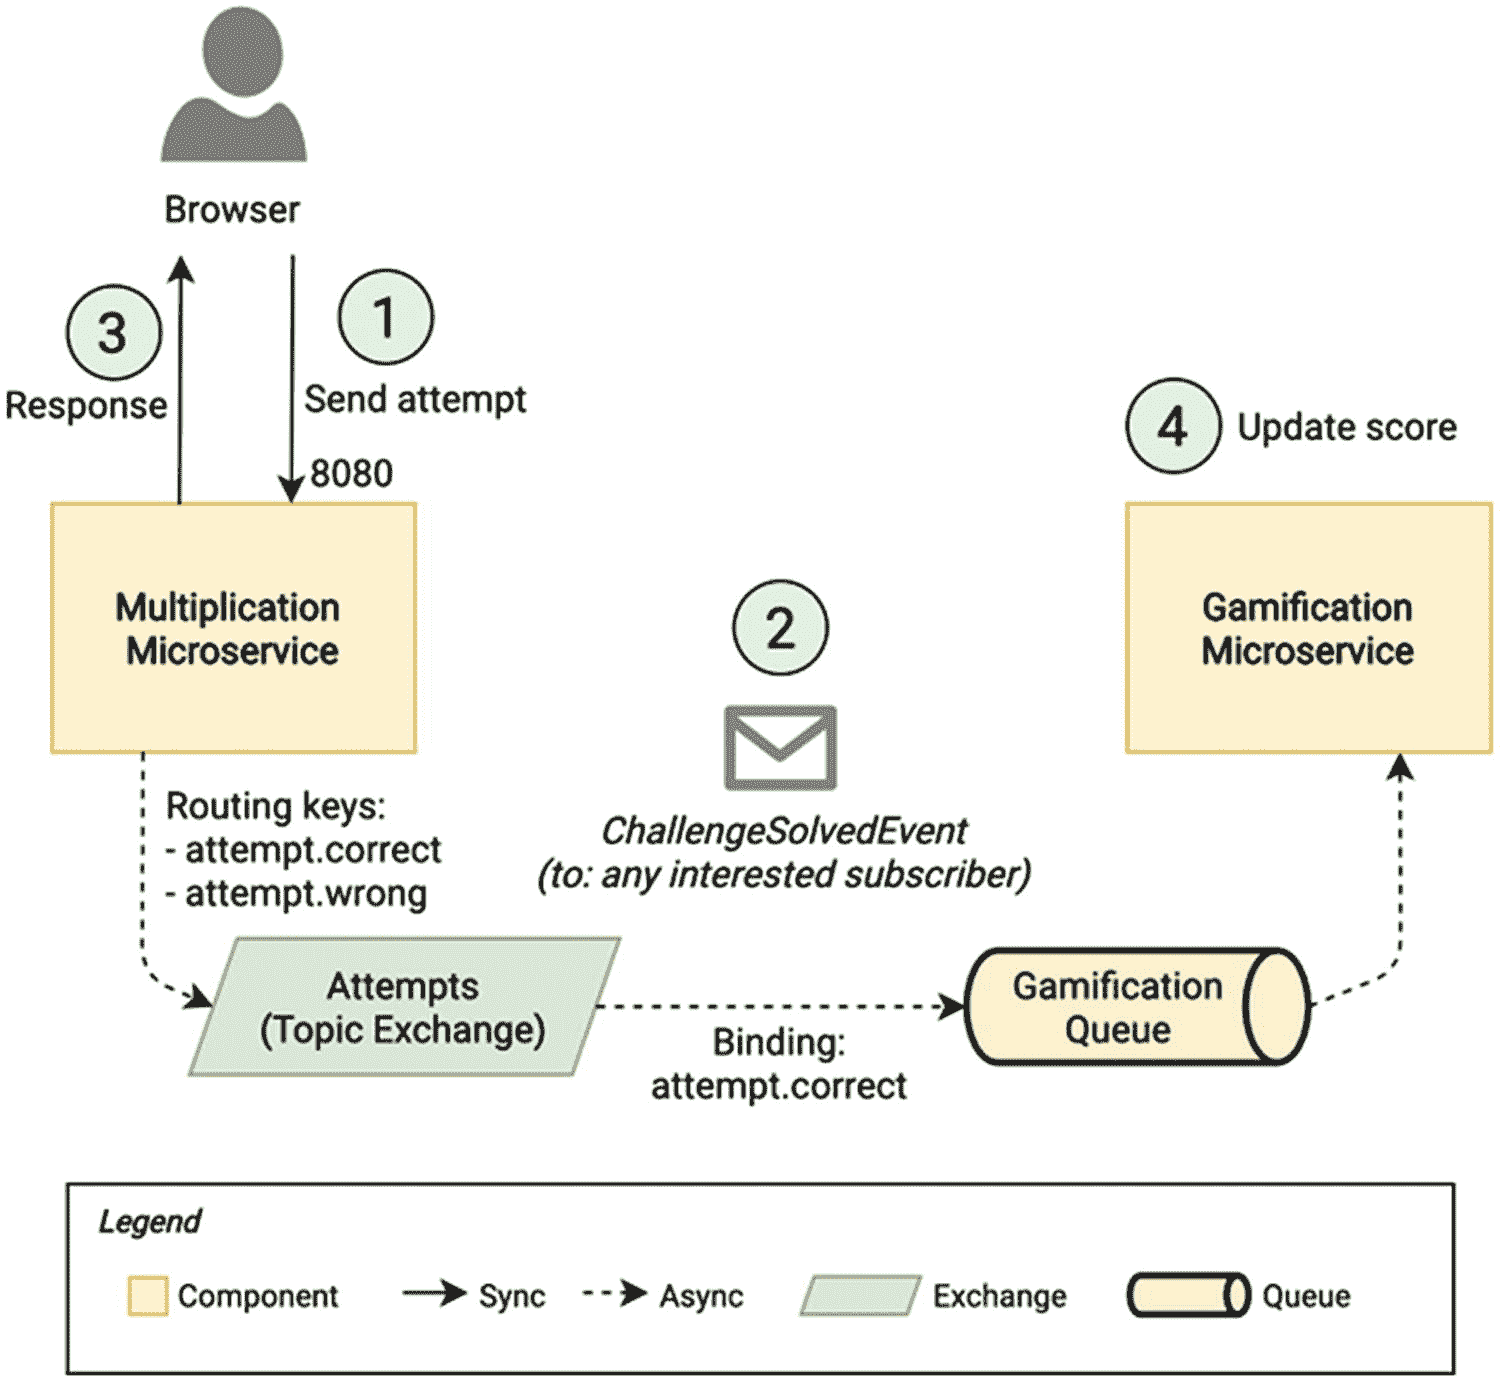 Browser
3
1
Response
Send attempt
8080
4
Update score
Multiplication
Microservice
2
Gamification
Microservice
Routing keys:
- attempt.correct
- attempt.wrong
ChallengeSolvedEvent
(to: any interested subscriber)
Attempts
(Topic Exchange)
Binding:
attempt.correct
Gamification
Queue
Legend
Component
Sync
Async
Exchange
Queue